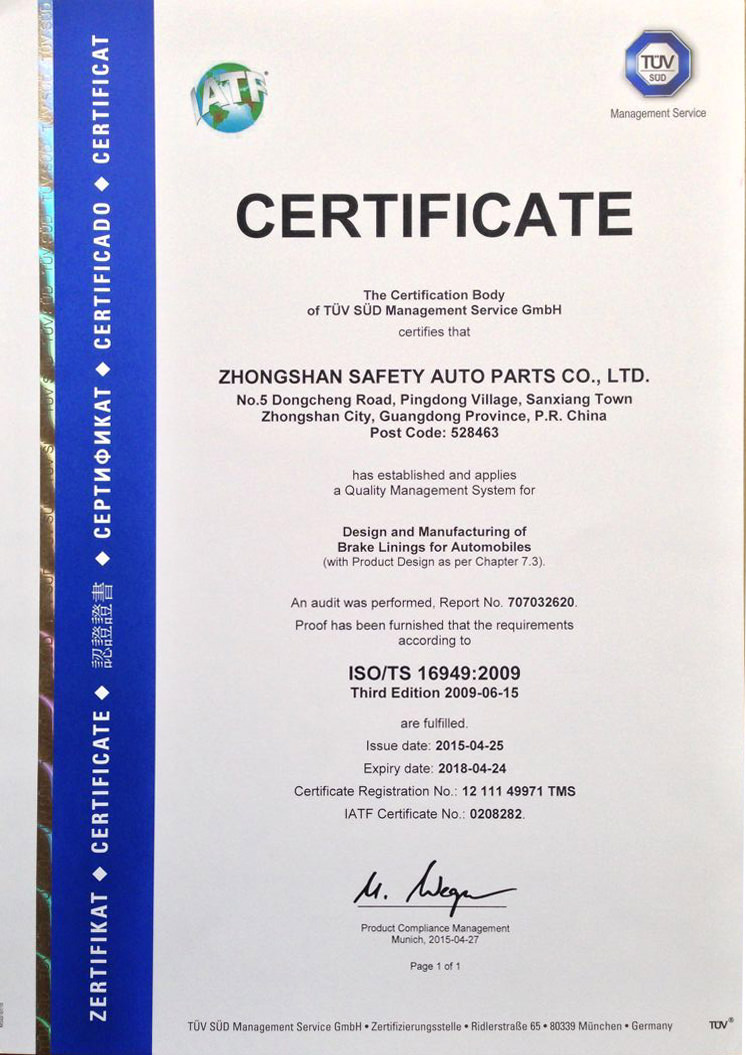 IATF
TÜV
SÜD
Management Service
CERTIFICATE
The Certification Body
of TÜV SÜD Management Service GmbH
certifies that
ZHONGSHAN SAFETY AUTO PARTS CO., LTD.
No.5 Dongcheng Road, Pingdong Village, Sanxiang Town
Zhongshan City, Guangdong Province, P.R. China
Post Code: 528463
has established and applies
a Quality Management System for
Design and Manufacturing of
Brake Linings for Automobiles
(with Product Design as per Chapter 7.3).
An audit was performed, Report No. 707032620.
Proof has been furnished that the requirements
according to
ISO/TS 16949:2009
Third Edition 2009-06-15
are fulfilled.
Issue date: 2015-04-25
Expiry date: 2018-04-24
Certificate Registration No.: 12 111 49971 TMS
IATF Certificate No.: 0208282.
Product Compliance Management
Munich, 2015-04-27
Page 1 of 1
TÜV SÜD Management Service GmbH • Zertifizierungsstelle • Ridlerstraße 65 • 80339 München • Germany
TÜV®
ZERTIFIKAT ◆ CERTIFICATE ◆ 認證證書 ◆ СЕРТИФИКАТ ◆ CERTIFICADO ◆ CERTIFICAT